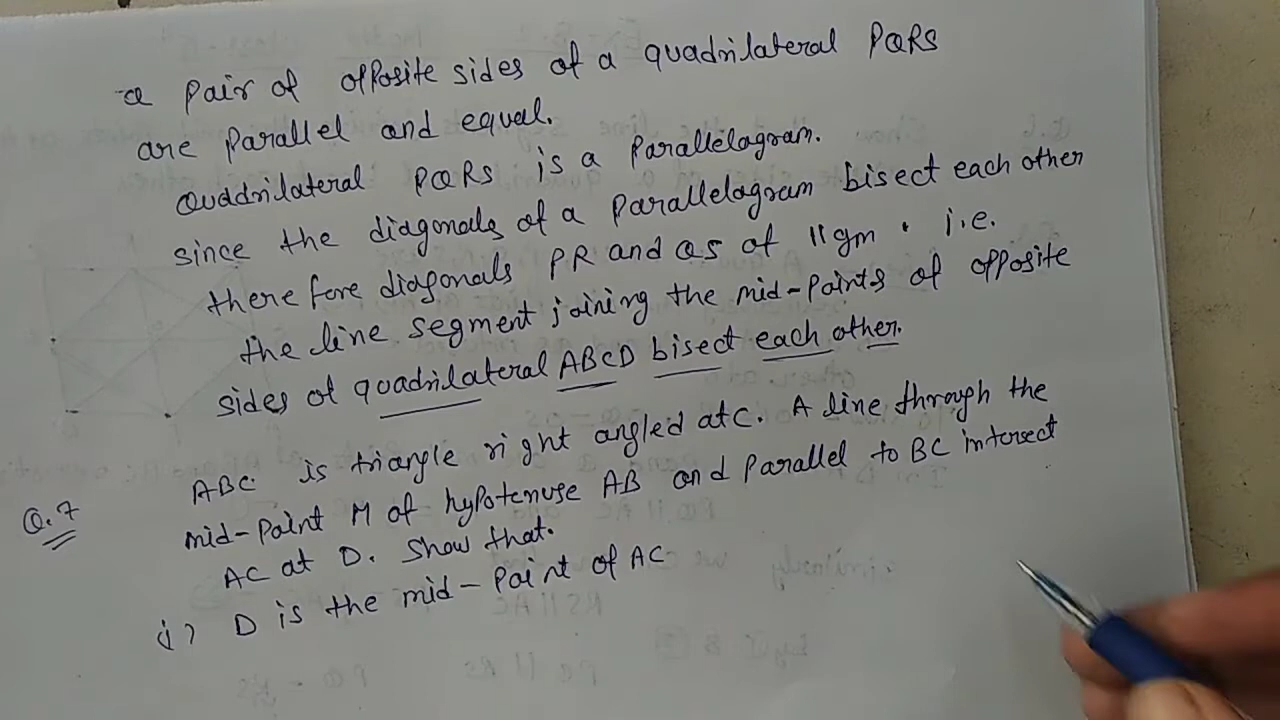 a pair of opposite sides of a quadrilateral PQRS
are parallel and equal.
Quadrilateral PQRS is a parallelogram.
since the diagonals of a parallelogram bisect each other
therefore diagonals PR and QS of ||gm . i.e.
the line segment joining the mid-points of opposite
sides of quadrilateral ABCD bisect each other.
Q.7 ABC is triangle right angled at C. A line through the
mid-point M of hypotenuse AB and parallel to BC intersect
AC at D. Show that.
(i) D is the mid-point of AC